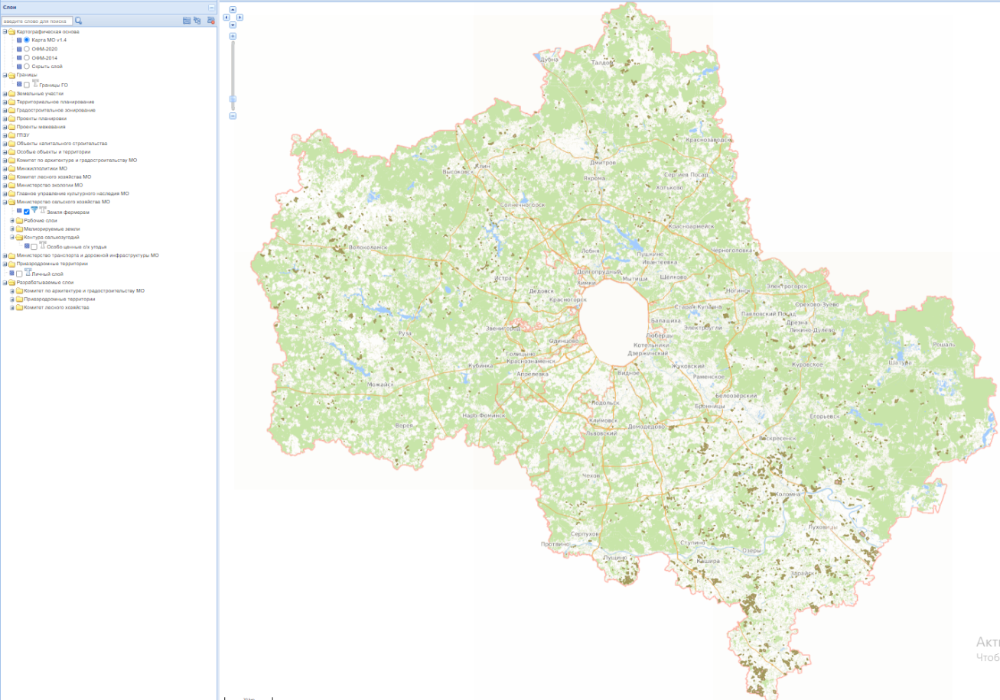 Слои
введите слово для поиска
Картографическая основа
Карта МО v1.4
ОФМ-2020
ОФМ-2014
Скрыть слой
Границы
Границы ГО
Земельные участки
Территориальное планирование
Градостроительное зонирование
Проекты планировки
Проекты межевания
ГПЗУ
Объекты капитального строительства
Особые объекты и территории
Комитет по архитектуре и градостроительству МО
Минжилполитики МО
Комитет лесного хозяйства МО
Министерство экологии МО
Главное управление культурного наследия МО
Министерство сельского хозяйства МО
Земля фермерам
Рабочие слои
Мелиорируемые земли
Контура сельхозугодий
Особо ценные с/х угодья
Министерство транспорта и дорожной инфраструктуры МО
Приаэродромные территории
Личный слой
Разрабатываемые слои
Комитет по архитектуре и градостроительству МО
Приаэродромные территории
Комитет лесного хозяйства
Дубна
Талдом
Краснозаводск
Дмитров
Клин
Высоковск
Сергиев Посад
Яхрома
Хотьково
Солнечногорск
Красноармейск
Волоколамск
Лобня
Пушкино
Черноголовка
Ивантеевка
Долгопрудный
Истра
Мытищи
Щёлково
Химки
Электрогорск
Дедовск
Ногинск
Красногорск
Орехово-Зуево
Старая Купавна
Павловский Посад
Балашиха
Дрезна
Звенигород
Электроугли
Ликино-Дулёво
Руза
Люберцы
Одинцово
Котельники
Рошаль
Голицыно
Дзержинский
Краснознаменск
Шатура
Кубинка
Жуковский
Куровское
Апрелевка
Видное
Раменское
Можайск
Белоозёрский
Подольск
Бронницы
Наро-Фоминск
Егорьевск
Климовск
Верея
Домодедово
Львовский
Воскресенск
Чехов
Коломна
Луховицы
Серпухов
Протвино
Ступино
Озёры
Пущино
Кашира
Зарайск
Акти
Чтоб
20 km